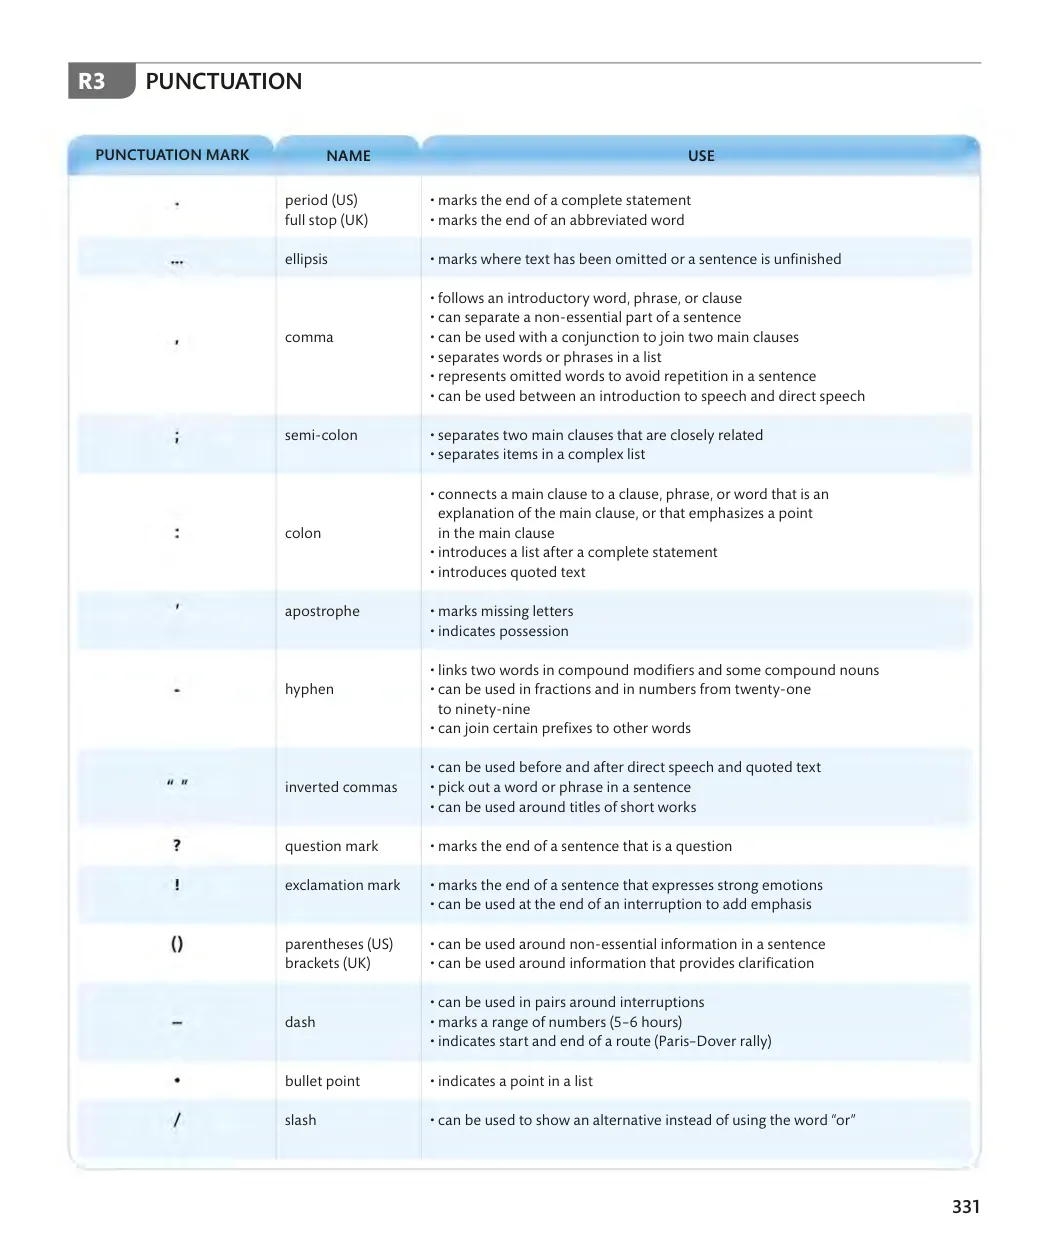 R3 PUNCTUATION
PUNCTUATION MARK NAME USE
. period (US) • marks the end of a complete statement
full stop (UK) • marks the end of an abbreviated word
... ellipsis • marks where text has been omitted or a sentence is unfinished
• follows an introductory word, phrase, or clause
• can separate a non-essential part of a sentence
, comma • can be used with a conjunction to join two main clauses
• separates words or phrases in a list
• represents omitted words to avoid repetition in a sentence
• can be used between an introduction to speech and direct speech
; semi-colon • separates two main clauses that are closely related
• separates items in a complex list
• connects a main clause to a clause, phrase, or word that is an
explanation of the main clause, or that emphasizes a point
: colon in the main clause
• introduces a list after a complete statement
• introduces quoted text
' apostrophe • marks missing letters
• indicates possession
• links two words in compound modifiers and some compound nouns
- hyphen • can be used in fractions and in numbers from twenty-one
to ninety-nine
• can join certain prefixes to other words
• can be used before and after direct speech and quoted text
“ ” inverted commas • pick out a word or phrase in a sentence
• can be used around titles of short works
? question mark • marks the end of a sentence that is a question
! exclamation mark • marks the end of a sentence that expresses strong emotions
• can be used at the end of an interruption to add emphasis
() parentheses (US) • can be used around non-essential information in a sentence
brackets (UK) • can be used around information that provides clarification
• can be used in pairs around interruptions
– dash • marks a range of numbers (5–6 hours)
• indicates start and end of a route (Paris–Dover rally)
• bullet point • indicates a point in a list
/ slash • can be used to show an alternative instead of using the word “or”
331